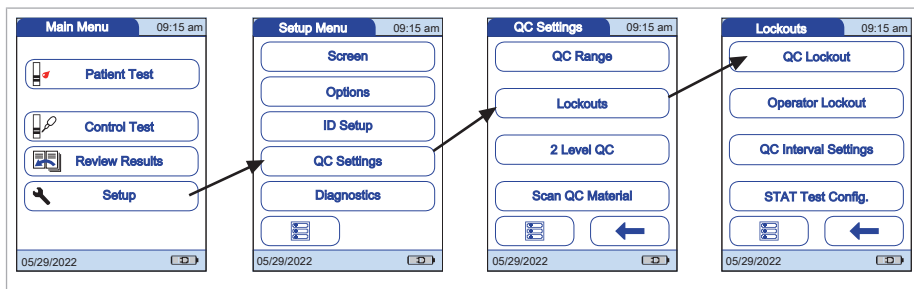 Main Menu 09:15 am
Patient Test
Control Test
Review Results
Setup
05/29/2022
Setup Menu 09:15 am
Screen
Options
ID Setup
QC Settings
Diagnostics
05/29/2022
QC Settings 09:15 am
QC Range
Lockouts
2 Level QC
Scan QC Material
05/29/2022
Lockouts 09:15 am
QC Lockout
Operator Lockout
QC Interval Settings
STAT Test Config.
05/29/2022